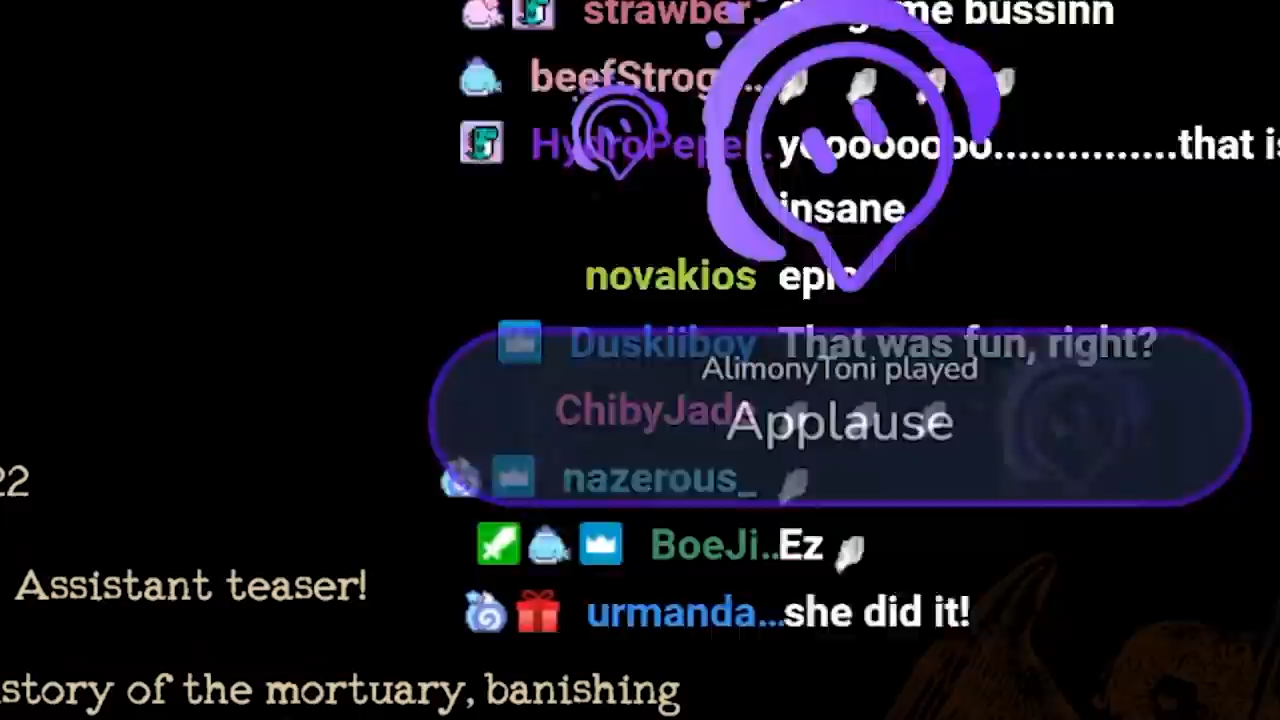 strawber... me bussinn
beefStrog...
HydroPepe... yooooooo...............that is
insane
novakios epic
Duskiiboy That was fun, right?
AlimonyToni played
ChibyJade
Applause
nazerous_
22
BoeJi.. Ez
Assistant teaser!
urmanda... she did it!
story of the mortuary, banishing